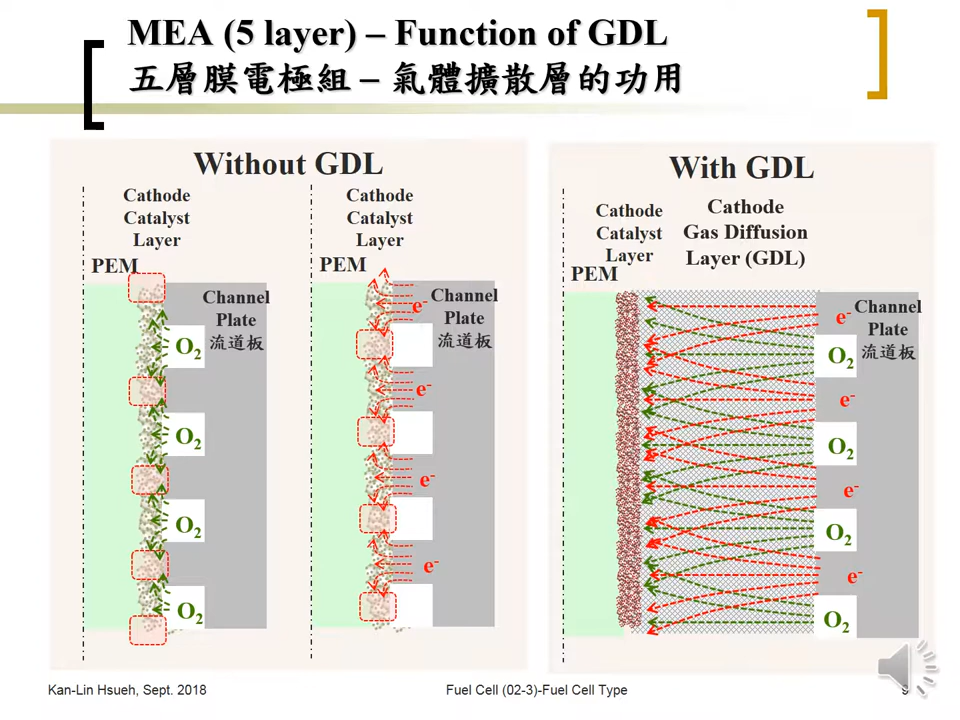 MEA (5 layer) – Function of GDL
五層膜電極組 – 氣體擴散層的功用
Without GDL
Cathode
Catalyst
Layer
PEM
Channel
Plate
流道板
O2
O2
O2
O2
Cathode
Catalyst
Layer
PEM
Channel
Plate
流道板
e-
e-
e-
e-
With GDL
Cathode
Catalyst
Layer
Cathode
Gas Diffusion
Layer (GDL)
PEM
Channel
Plate
流道板
e-
O2
e-
O2
e-
O2
e-
O2
Kan-Lin Hsueh, Sept. 2018
Fuel Cell (02-3)-Fuel Cell Type
9